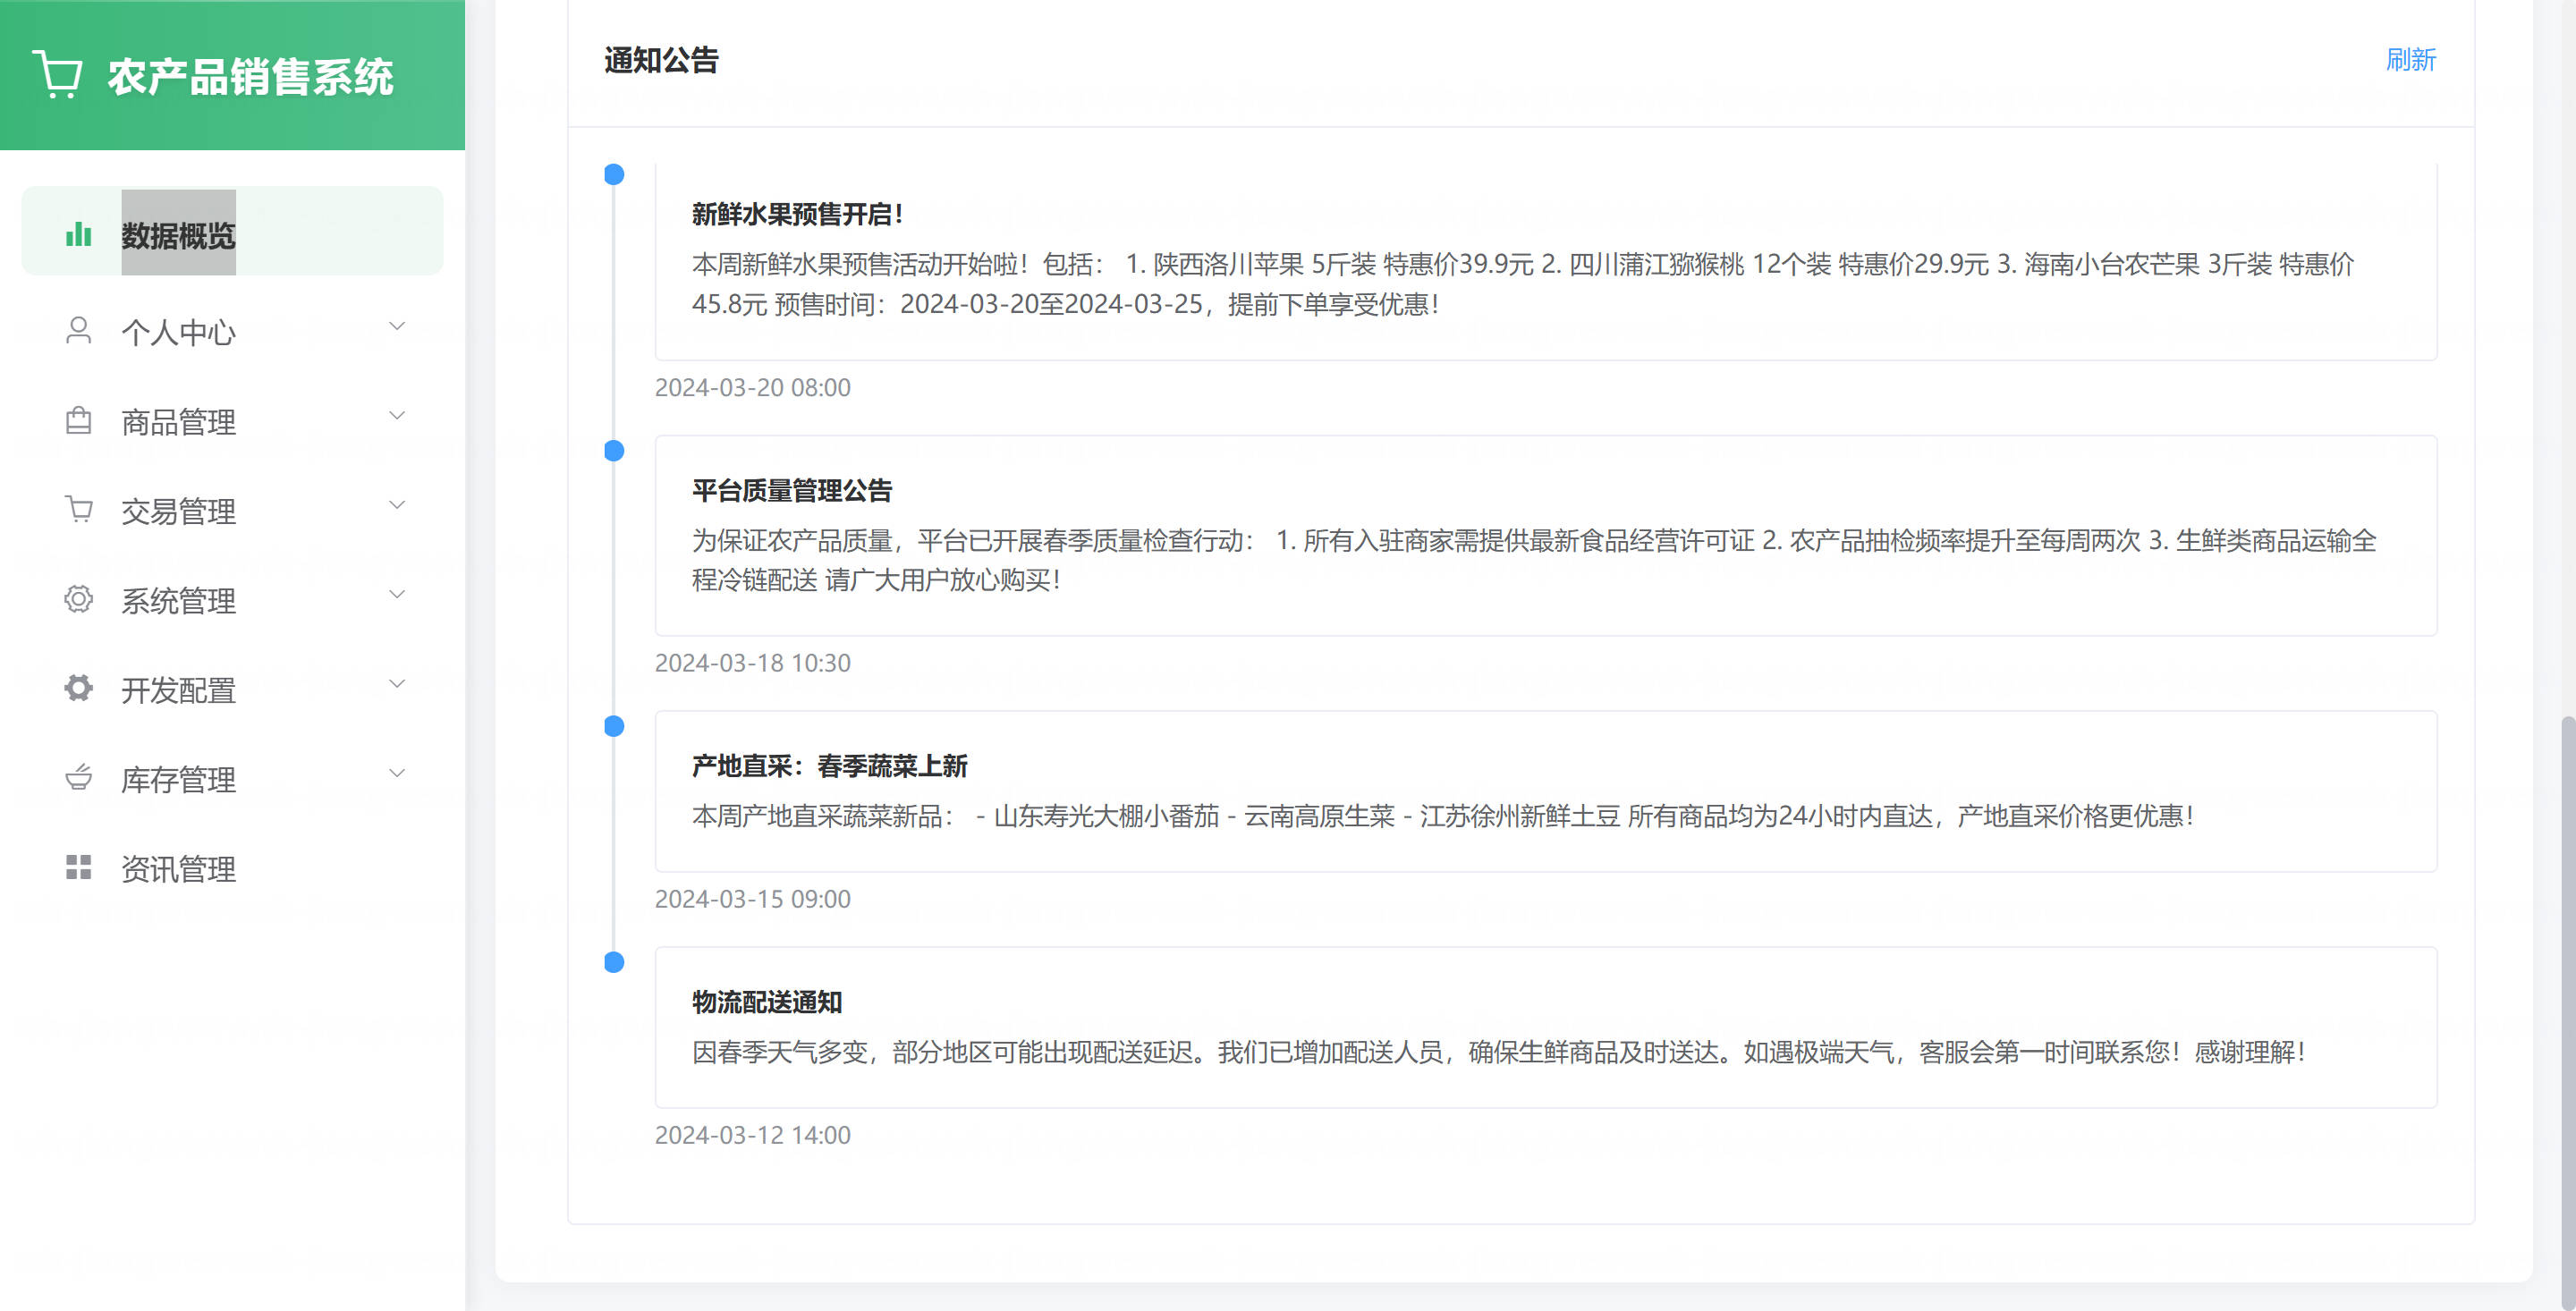 农产品销售系统
数据概览
个人中心
商品管理
交易管理
系统管理
开发配置
库存管理
资讯管理
通知公告
刷新
新鲜水果预售开启！
本周新鲜水果预售活动开始啦！包括： 1. 陕西洛川苹果 5斤装 特惠价39.9元 2. 四川蒲江猕猴桃 12个装 特惠价29.9元 3. 海南小台农芒果 3斤装 特惠价
45.8元 预售时间：2024-03-20至2024-03-25，提前下单享受优惠！
2024-03-20 08:00
平台质量管理公告
为保证农产品质量，平台已开展春季质量检查行动： 1. 所有入驻商家需提供最新食品经营许可证 2. 农产品抽检频率提升至每周两次 3. 生鲜类商品运输全
程冷链配送 请广大用户放心购买！
2024-03-18 10:30
产地直采：春季蔬菜上新
本周产地直采蔬菜新品： - 山东寿光大棚小番茄 - 云南高原生菜 - 江苏徐州新鲜土豆 所有商品均为24小时内直达，产地直采价格更优惠！
2024-03-15 09:00
物流配送通知
因春季天气多变，部分地区可能出现配送延迟。我们已增加配送人员，确保生鲜商品及时送达。如遇极端天气，客服会第一时间联系您！感谢理解！
2024-03-12 14:00